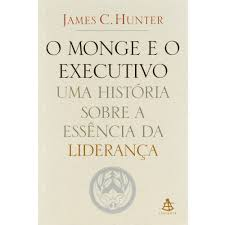 JAMES C. HUNTER
O MONGE E O
EXECUTIVO
UMA HISTÓRIA
SOBRE A
ESSÊNCIA DA
LIDERANÇA